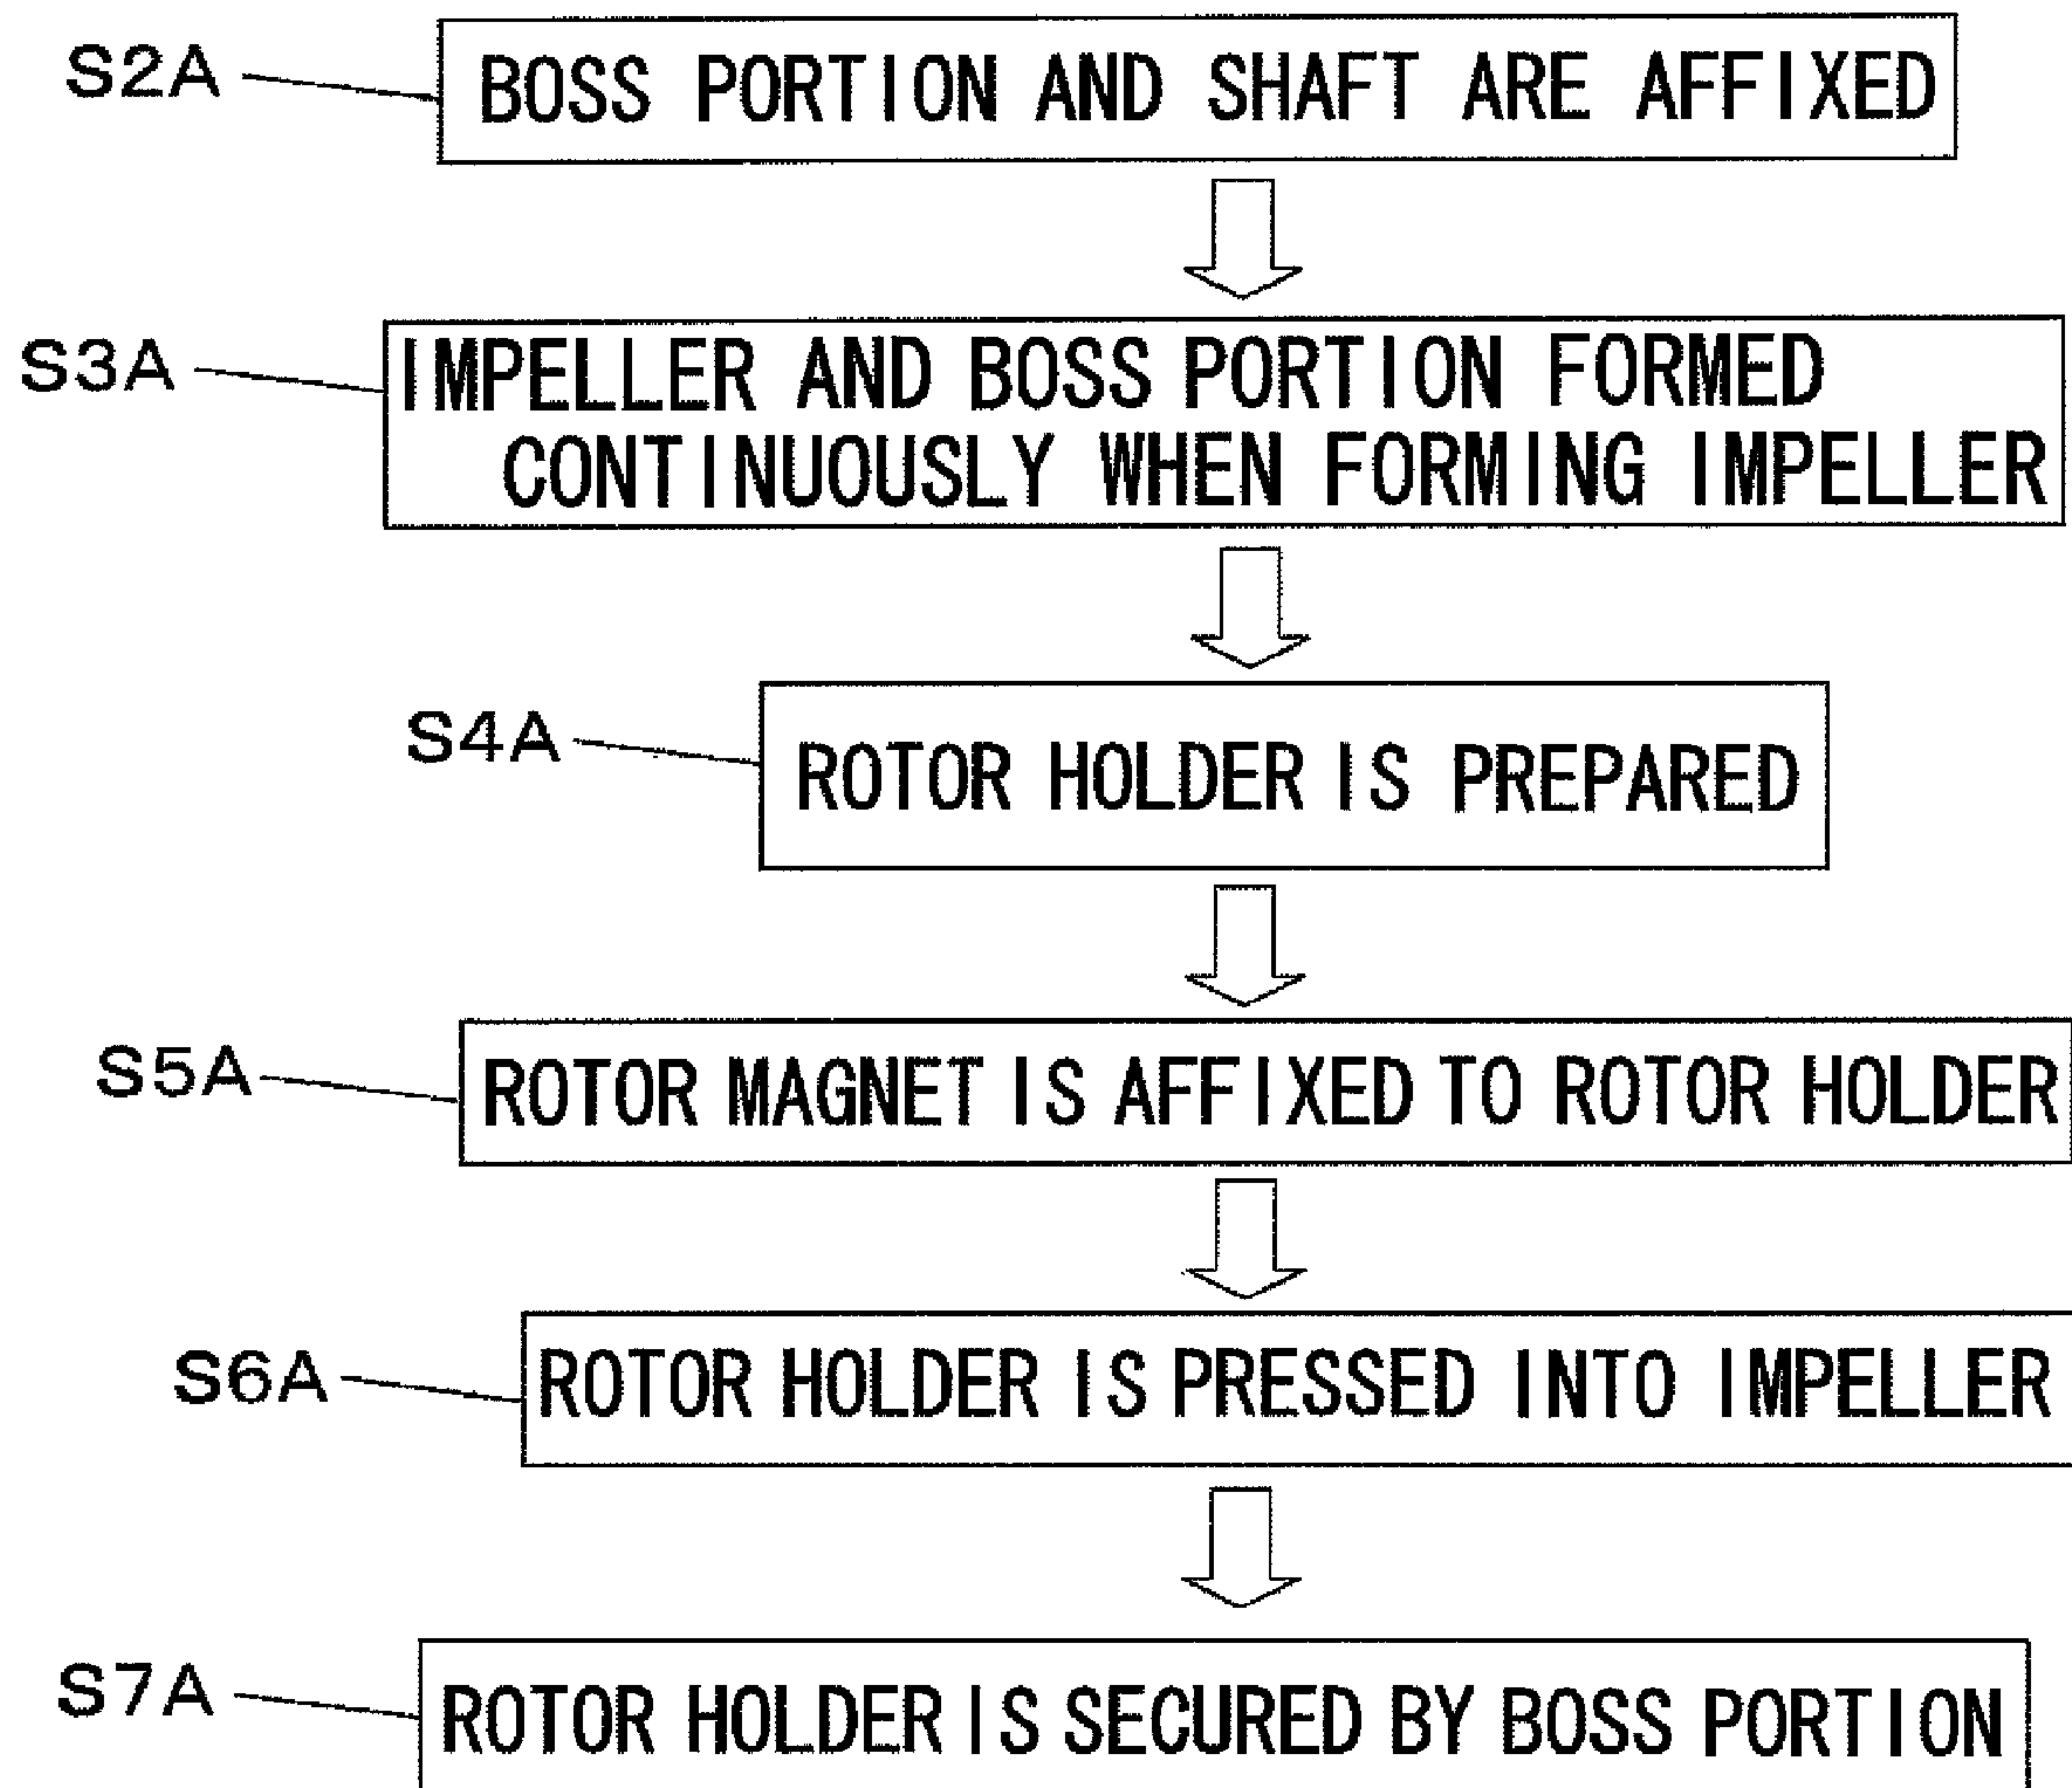 S2A
BOSS PORTION AND SHAFT ARE AFFIXED
S3A
IMPELLER AND BOSS PORTION FORMED
CONTINUOUSLY WHEN FORMING IMPELLER
S4A
ROTOR HOLDER IS PREPARED
S5A
ROTOR MAGNET IS AFFIXED TO ROTOR HOLDER
S6A
ROTOR HOLDER IS PRESSED INTO IMPELLER
S7A
ROTOR HOLDER IS SECURED BY BOSS PORTION